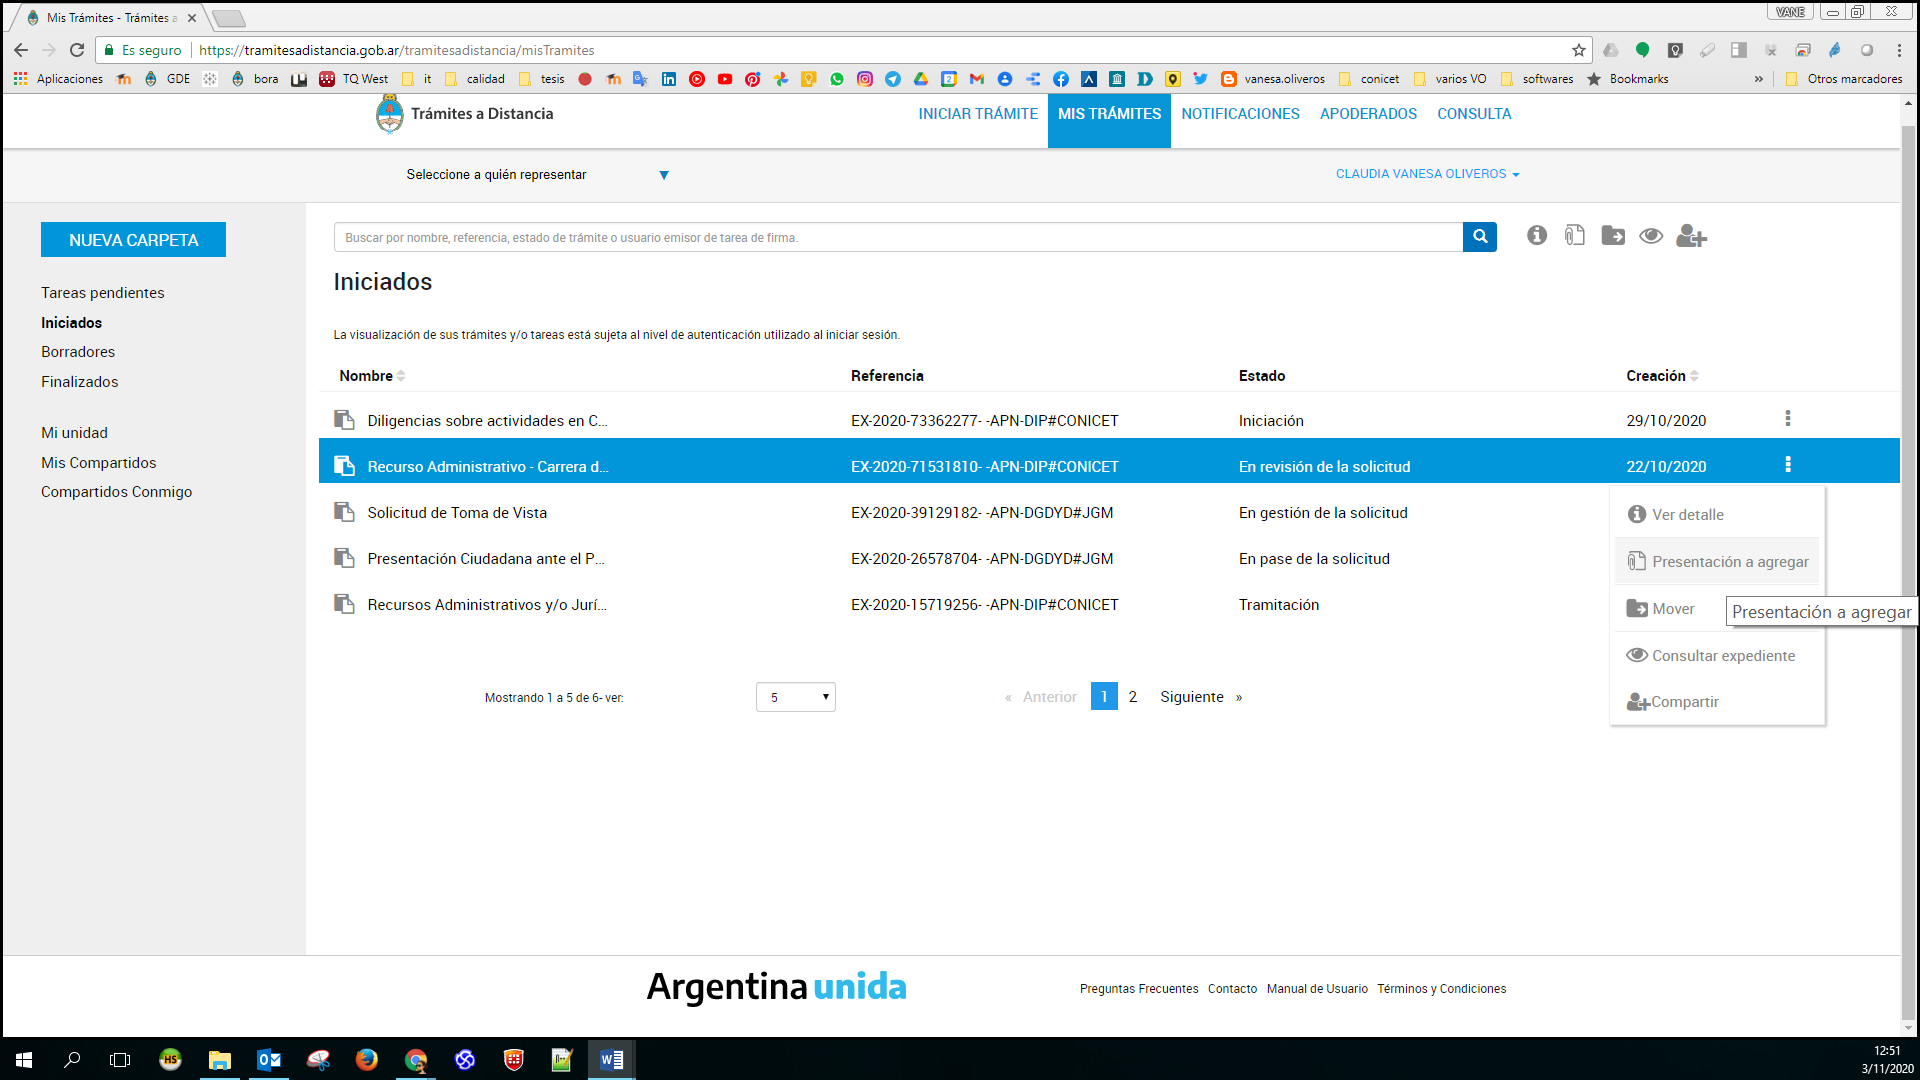 Mis Trámites - Trámites a
VANE
Es seguro https://tramitesadistancia.gob.ar/tramitesadistancia/misTramites
Aplicaciones GDE bora TQ West it calidad tesis vanesa.oliveros conicet varios VO softwares Bookmarks » Otros marcadores
Trámites a Distancia
INICIAR TRÁMITE MIS TRÁMITES NOTIFICACIONES APODERADOS CONSULTA
Seleccione a quién representar
CLAUDIA VANESA OLIVEROS
NUEVA CARPETA
Tareas pendientes
Iniciados
Borradores
Finalizados
Mi unidad
Mis Compartidos
Compartidos Conmigo
Buscar por nombre, referencia, estado de trámite o usuario emisor de tarea de firma.
Iniciados
La visualización de sus trámites y/o tareas está sujeta al nivel de autenticación utilizado al iniciar sesión.
Nombre Referencia Estado Creación
Diligencias sobre actividades en C... EX-2020-73362277- -APN-DIP#CONICET Iniciación 29/10/2020
Recurso Administrativo - Carrera d... EX-2020-71531810- -APN-DIP#CONICET En revisión de la solicitud 22/10/2020
Solicitud de Toma de Vista EX-2020-39129182- -APN-DGDYD#JGM En gestión de la solicitud
Presentación Ciudadana ante el P... EX-2020-26578704- -APN-DGDYD#JGM En pase de la solicitud
Recursos Administrativos y/o Jurí... EX-2020-15719256- -APN-DIP#CONICET Tramitación
Ver detalle
Presentación a agregar
Mover
Presentación a agregar
Consultar expediente
Compartir
Mostrando 1 a 5 de 6- ver: 5 « Anterior 1 2 Siguiente »
Argentina unida
Preguntas Frecuentes Contacto Manual de Usuario Términos y Condiciones
12:51
3/11/2020